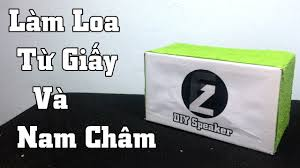 Làm Loa
Từ Giấy
Và
Nam Châm
Z
DIY Speaker